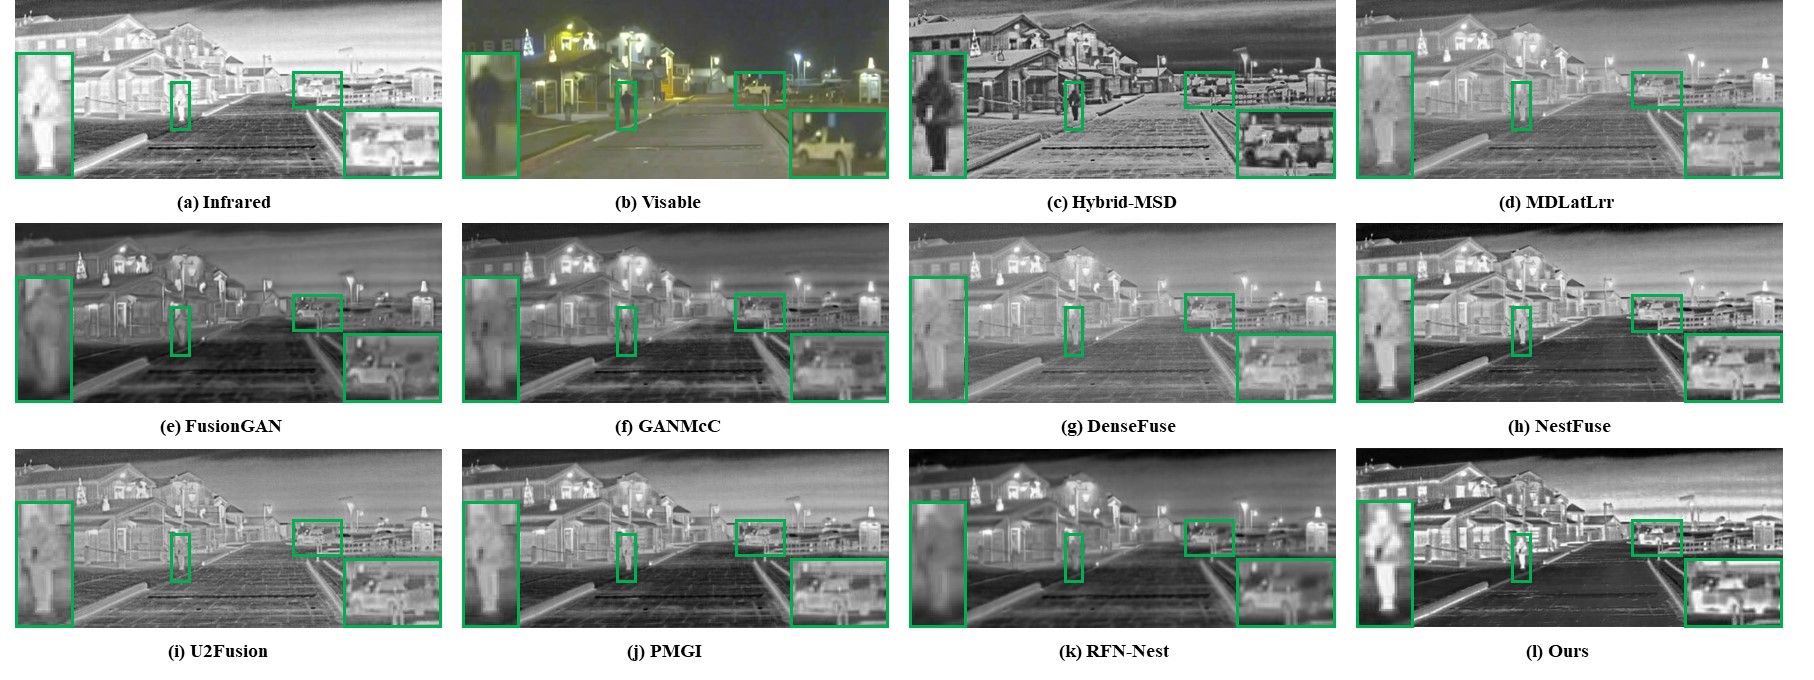 (a) Infrared
(b) Visable
(c) Hybrid-MSD
(d) MDLatLrr
(e) FusionGAN
(f) GANMcC
(g) DenseFuse
(h) NestFuse
(i) U2Fusion
(j) PMGI
(k) RFN-Nest
(l) Ours